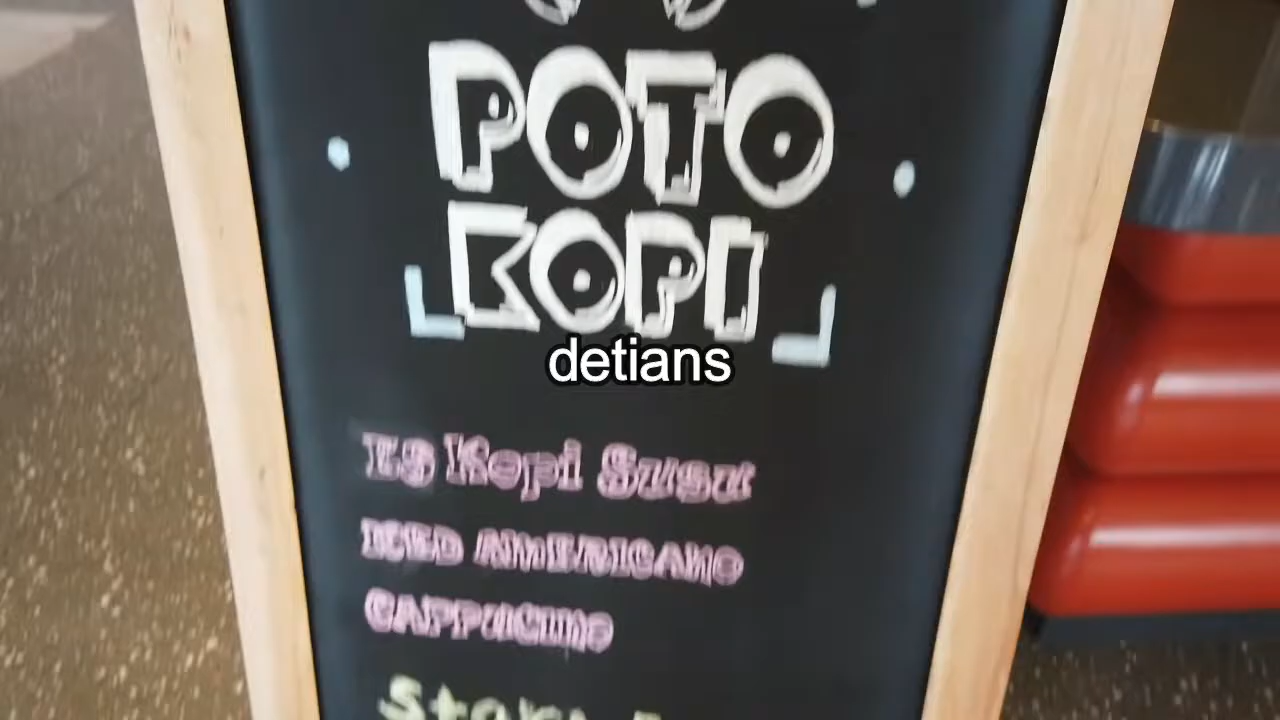 POTO
KOPI
detians
Es Kopi Susu
ICED AMERICANO
CAPPUCINO